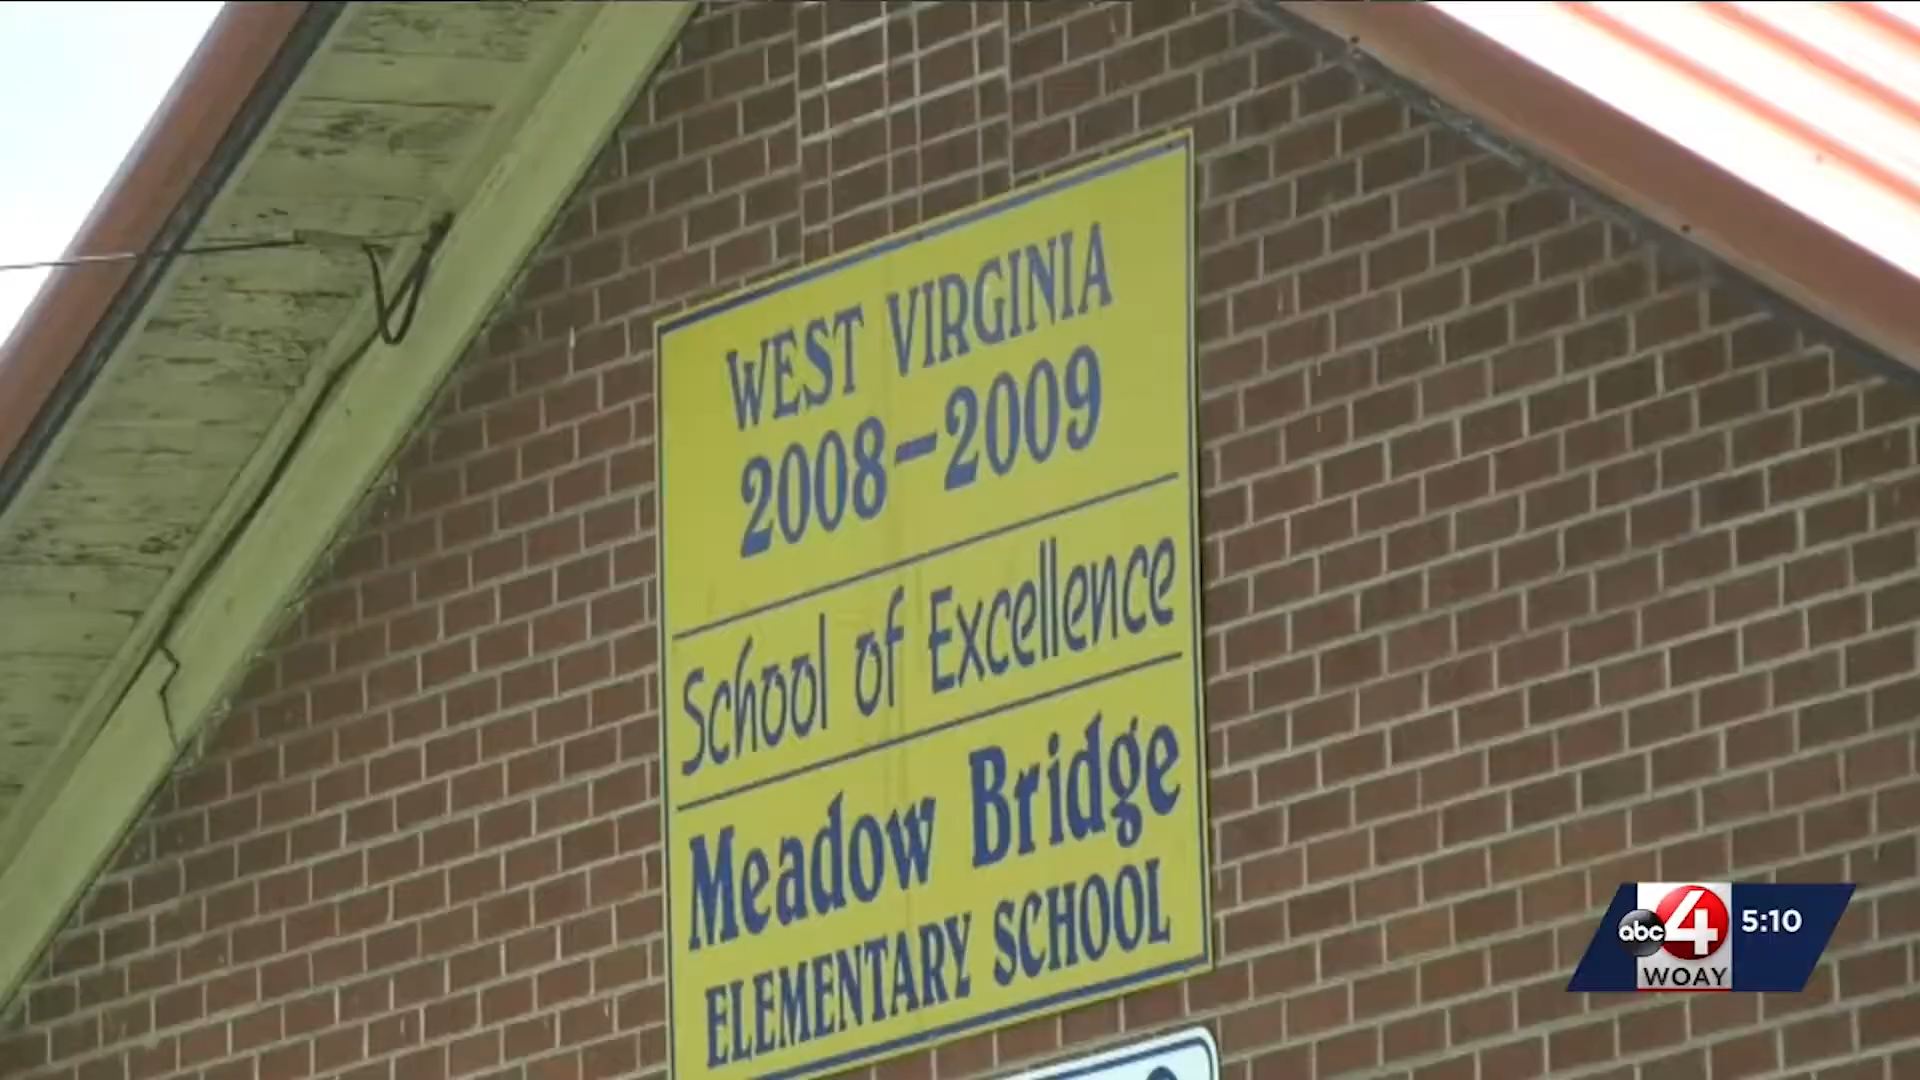 WEST VIRGINIA
2008-2009
School of Excellence
Meadow Bridge
ELEMENTARY SCHOOL
abc 4 5:10
WOAY